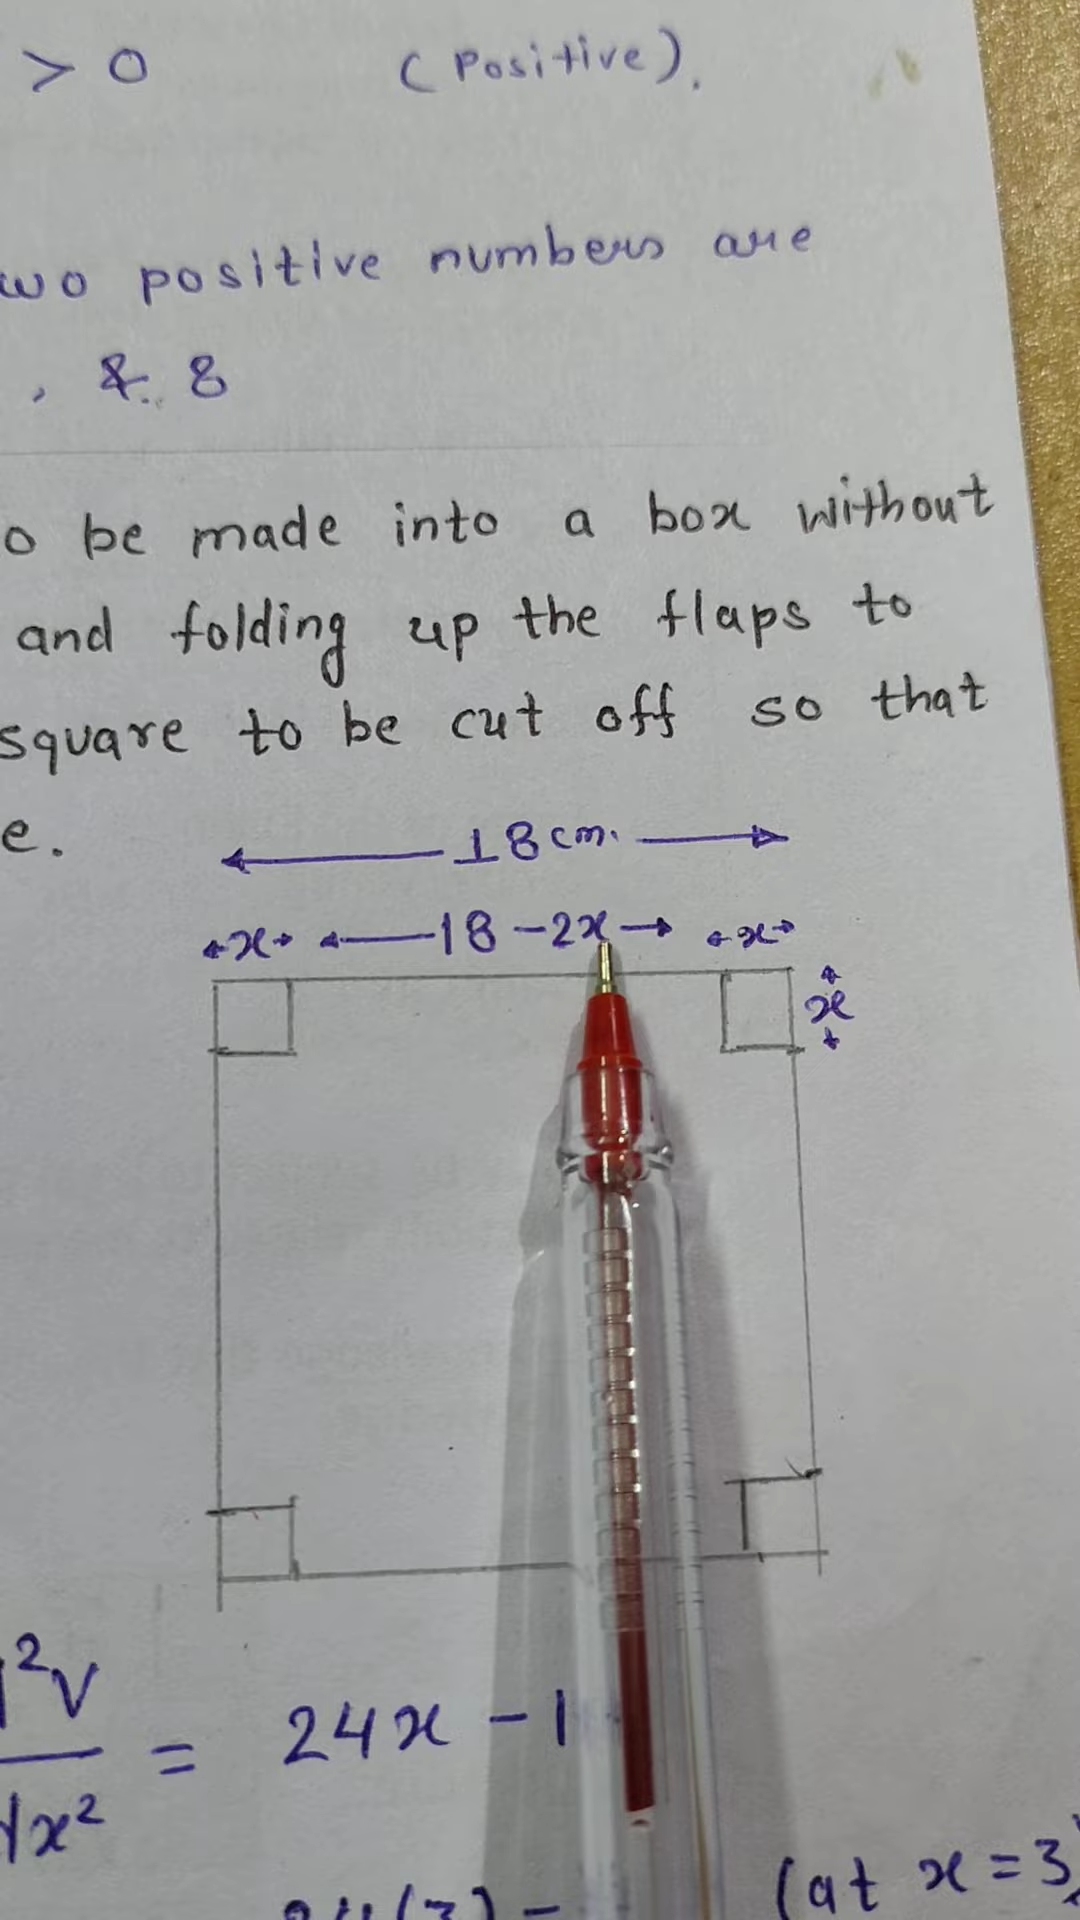 > 0 (Positive).
wo positive numbers are
, & 8
o be made into a box without
and folding up the flaps to
square to be cut off so that
e.
18 cm.
x 18 - 2x x
x
²V
= 24x - 1
dx²
(at x = 3